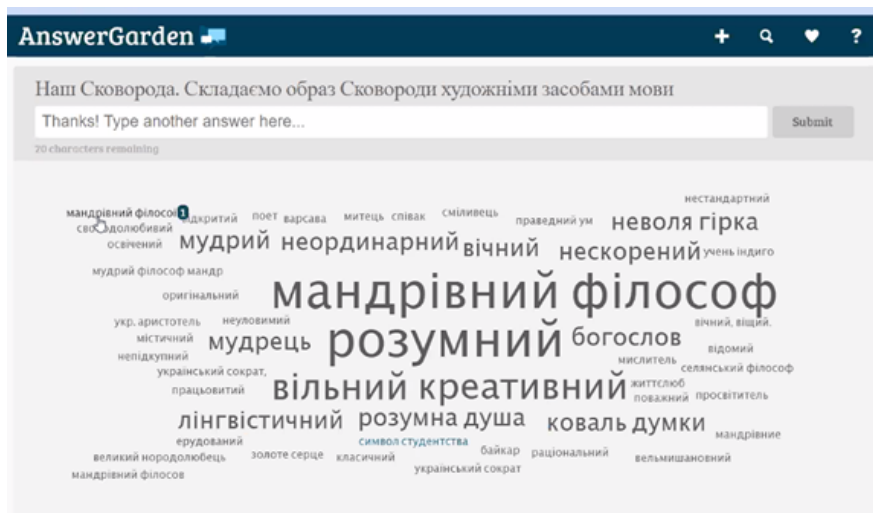 AnswerGarden
Наш Сковорода. Складаємо образ Сковороди художніми засобами мови
Thanks! Type another answer here...
Submit
20 characters remaining
нестандартний
мандрівний філософ 1 відкритий поет варсава митець співак сміливець праведний ум неволя гірка
освічений мудрий неординарний вічний нескорений учень індиго
мудрий філософ мандр
оригінальний мандрівний філософ
укр. аристотель неуловимий вічний, віщий.
містичний мудрець розумний богослов відомий
непідкупний мислитель
український сократ, селянський філософ
працьовитий вільний креативний життєлюб
поважний просвітитель
лінгвістичний розумна душа коваль думки
мандрівние
ерудований символ студентства
великий нородолюбець золоте серце класичний байкар раціональний вельмишановний
мандрівний філосов український сократ